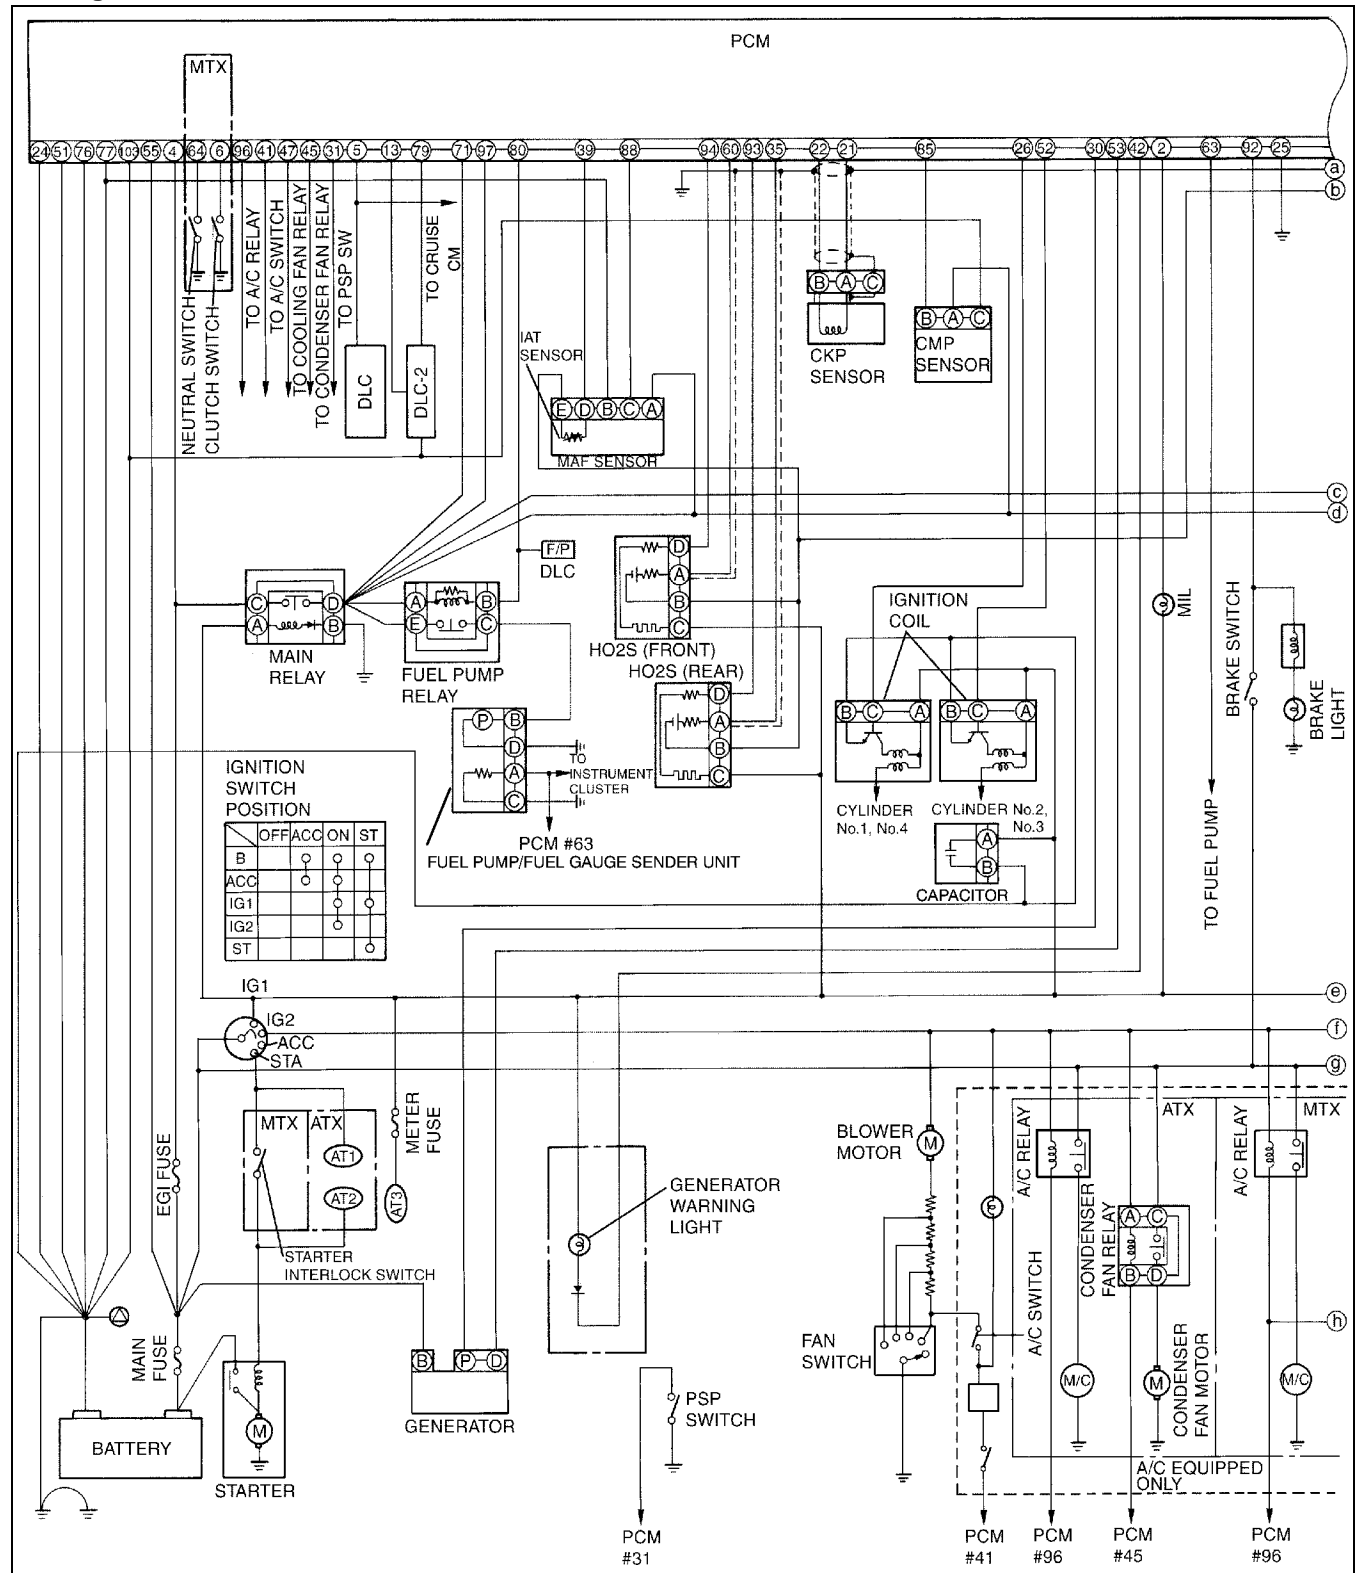 PCM
MTX
24 51 76 77 103 55 4 64 6 96 41 47 45 31 5 13 79 71 97 80 39 88 94 60 93 35 22 21 85 26 52 30 53 42 2 63 92 25
a
b
NEUTRAL SWITCH
CLUTCH SWITCH
TO A/C RELAY
TO A/C SWITCH
TO COOLING FAN RELAY
TO CONDENSER FAN RELAY
TO PSP SW
TO CRUISE
CM
DLC
DLC-2
IAT
SENSOR
E D B C A
MAF SENSOR
B A C
CKP
SENSOR
B A C
CMP
SENSOR
c
d
F/P
DLC
C D
A B
MAIN
RELAY
A B
E C
FUEL PUMP
RELAY
D
A
B
C
HO2S (FRONT)
HO2S (REAR)
D
A
B
C
IGNITION
COIL
MIL
BRAKE SWITCH
BRAKE
LIGHT
B C A
B C A
CYLINDER
No.1, No.4
CYLINDER No.2,
No.3
A
B
CAPACITOR
P B
D
A
C
TO
INSTRUMENT
CLUSTER
PCM #63
FUEL PUMP/FUEL GAUGE SENDER UNIT
TO FUEL PUMP
IGNITION
SWITCH
POSITION
OFF ACC ON ST
B
ACC
IG1
IG2
ST
IG1
IG2
ACC
STA
e
f
g
h
MTX ATX
AT1
AT2
AT3
METER
FUSE
EGI FUSE
STARTER
INTERLOCK SWITCH
MAIN
FUSE
BATTERY
M
STARTER
B P D
GENERATOR
GENERATOR
WARNING
LIGHT
PSP
SWITCH
PCM
#31
BLOWER
MOTOR
M
FAN
SWITCH
A/C SWITCH
A/C RELAY
ATX
MTX
A/C RELAY
CONDENSER
FAN RELAY
A C
B D
M/C
M
CONDENSER
FAN MOTOR
M/C
A/C EQUIPPED
ONLY
PCM
#41
PCM
#96
PCM
#45
PCM
#96